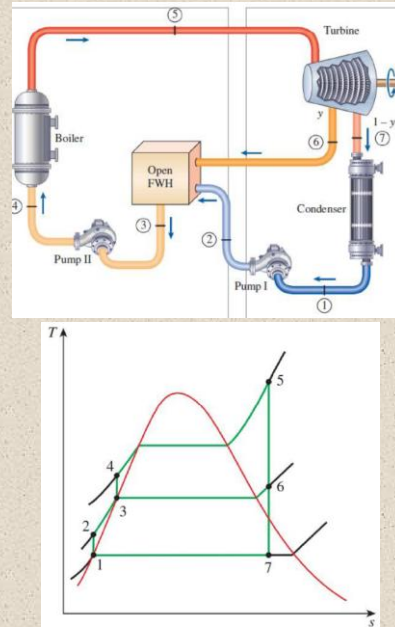 ⑤
Turbine
y
1 – y
⑥
⑦
Boiler
Open
FWH
Condenser
④
③
②
Pump II
Pump I
①
T
5
4
6
3
2
1
7
s